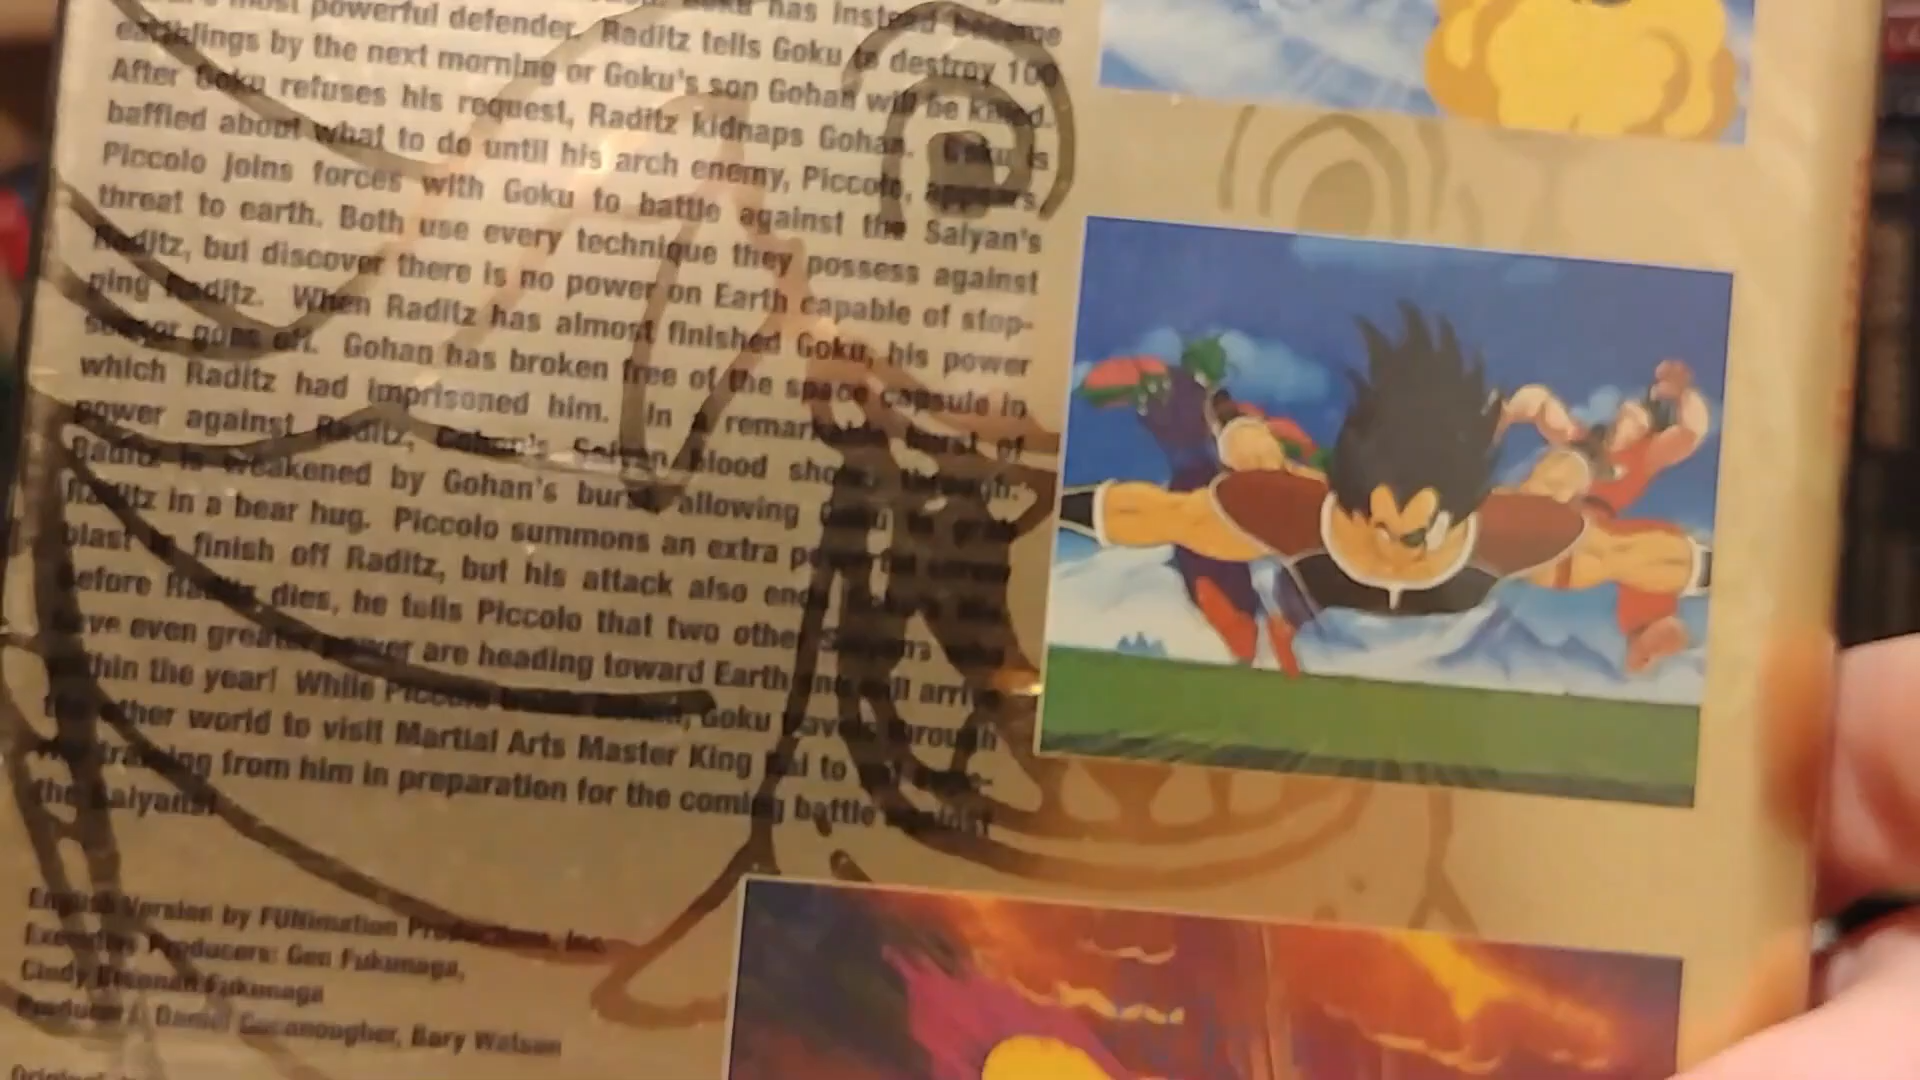 most powerful defender. Goku has instead become
earthlings by the next morning or Goku's son Gohan will be killed.
Raditz tells Goku to destroy 100
After Goku refuses his request, Raditz kidnaps Gohan. Goku is
baffled about what to do until his arch enemy, Piccolo, appears.
Piccolo joins forces with Goku to battle against the Saiyan's
threat to earth. Both use every technique they possess against
Raditz, but discover there is no power on Earth capable of stop-
ping Raditz. When Raditz has almost finished Goku, his power
sensor goes off. Gohan has broken free of the space capsule in
which Raditz had imprisoned him. In a remarkable burst of
power against Raditz, Gohan's Saiyan blood shows through.
Raditz is weakened by Gohan's burst, allowing Goku to grab
Raditz in a bear hug. Piccolo summons an extra
blast to finish off Raditz, but his attack also ends
Before Raditz dies, he tells Piccolo that two other Saiyans who
have even greater power are heading toward Earth and will arrive
within the year! While Piccolo trains Gohan, Goku travels through
the other world to visit Martial Arts Master King Kai to
training from him in preparation for the coming battle against
the Saiyans!
English Version by FUNimation Productions, Inc.
Executive Producers: Gen Fukunaga,
Cindy Brennan Fukunaga
Producers: Daniel Cocanougher, Bary Watson